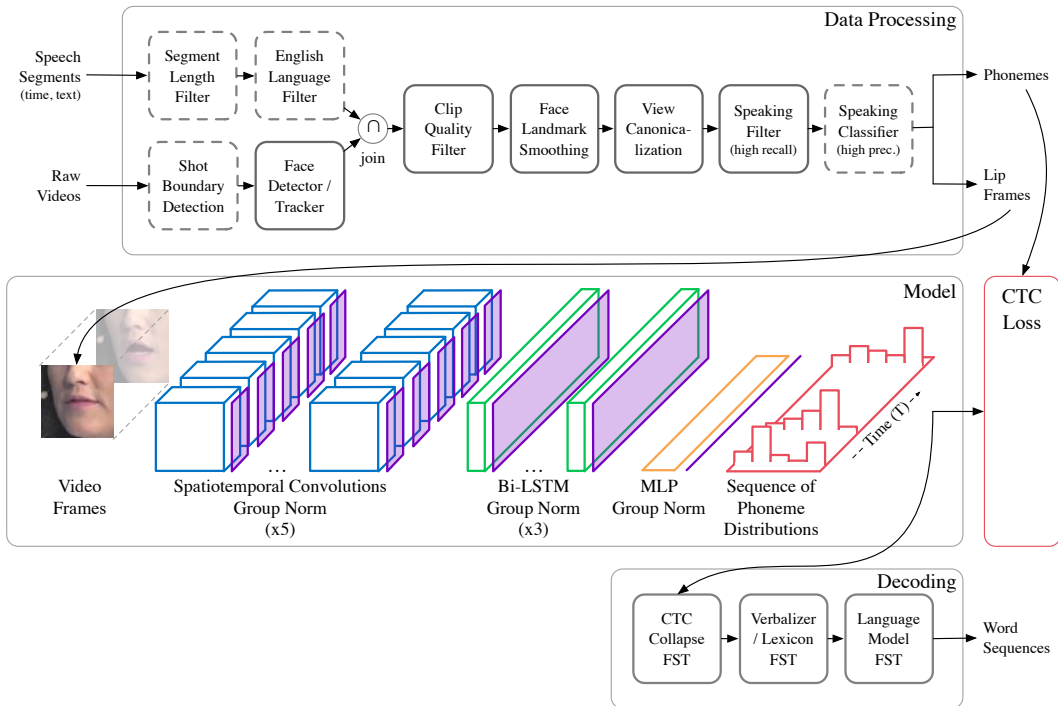 Data Processing
Speech
Segments
(time, text)
Segment
Length
Filter
English
Language
Filter
Raw
Videos
Shot
Boundary
Detection
Face
Detector /
Tracker
∩
join
Clip
Quality
Filter
Face
Landmark
Smoothing
View
Canonica-
lization
Speaking
Filter
(high recall)
Speaking
Classifier
(high prec.)
Phonemes
Lip
Frames
Model
CTC
Loss
Time (T)
...
...
Video
Frames
Spatiotemporal Convolutions
Group Norm
(x5)
Bi-LSTM
Group Norm
(x3)
MLP
Group Norm
Sequence of
Phoneme
Distributions
Decoding
CTC
Collapse
FST
Verbalizer
/ Lexicon
FST
Language
Model
FST
Word
Sequences